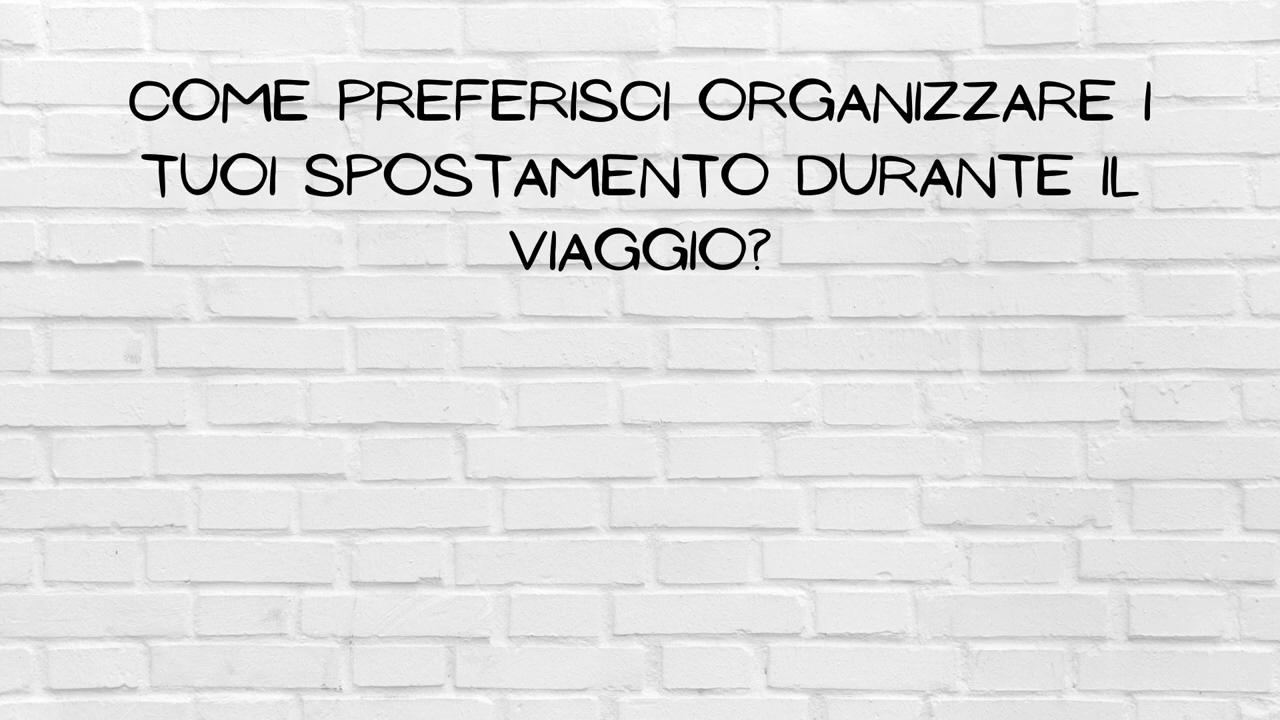 COME PREFERISCI ORGANIZZARE I
TUOI SPOSTAMENTO DURANTE IL
VIAGGIO?